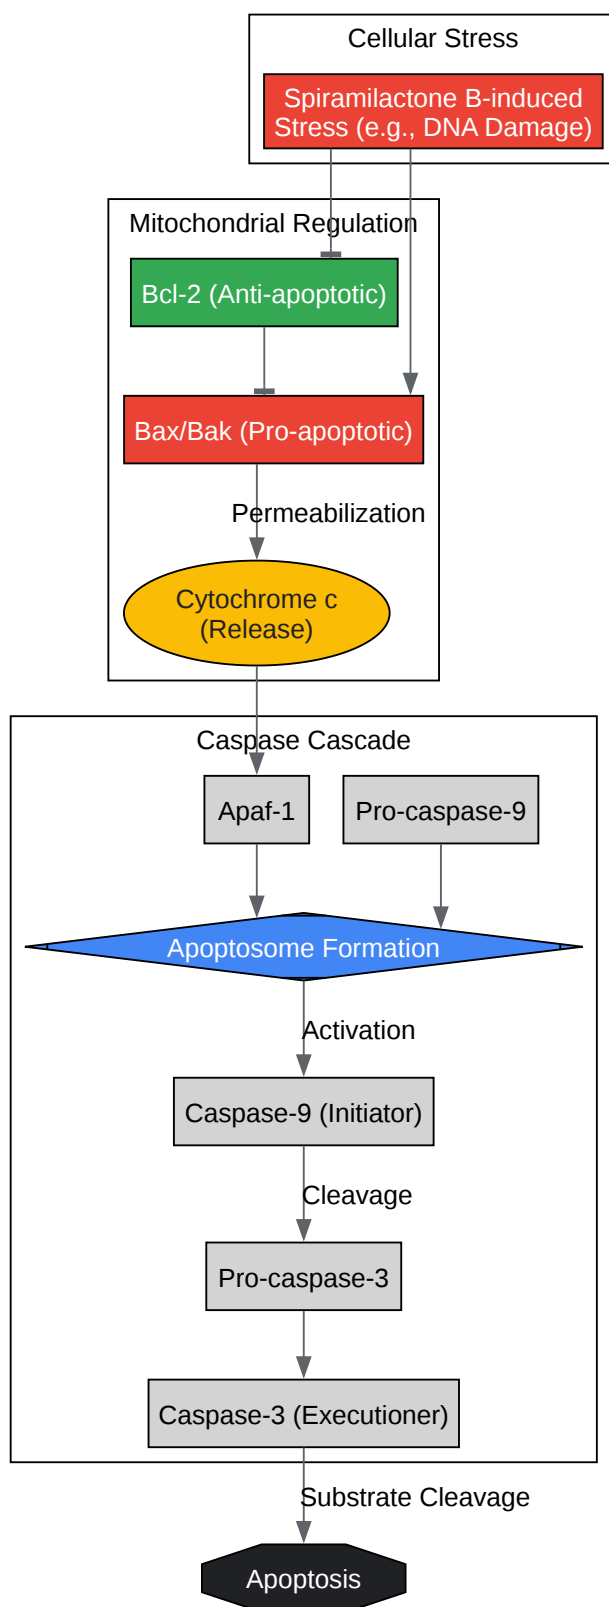 Cellular Stress
Spiramilactone B-induced
Stress (e.g., DNA Damage)
Mitochondrial Regulation
Bcl-2 (Anti-apoptotic)
Bax/Bak (Pro-apoptotic)
Permeabilization
Cytochrome c
(Release)
Caspase Cascade
Apaf-1
Pro-caspase-9
Apoptosome Formation
Activation
Caspase-9 (Initiator)
Cleavage
Pro-caspase-3
Caspase-3 (Executioner)
Substrate Cleavage
Apoptosis